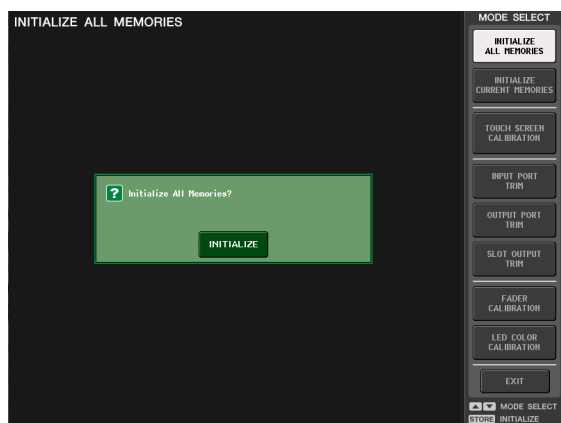 INITIALIZE ALL MEMORIES
MODE SELECT
INITIALIZE
ALL MEMORIES
INITIALIZE
CURRENT MEMORIES
TOUCH SCREEN
CALIBRATION
INPUT PORT
TRIM
OUTPUT PORT
TRIM
SLOT OUTPUT
TRIM
FADER
CALIBRATION
LED COLOR
CALIBRATION
EXIT
MODE SELECT
STORE INITIALIZE
? Initialize All Memories?
INITIALIZE